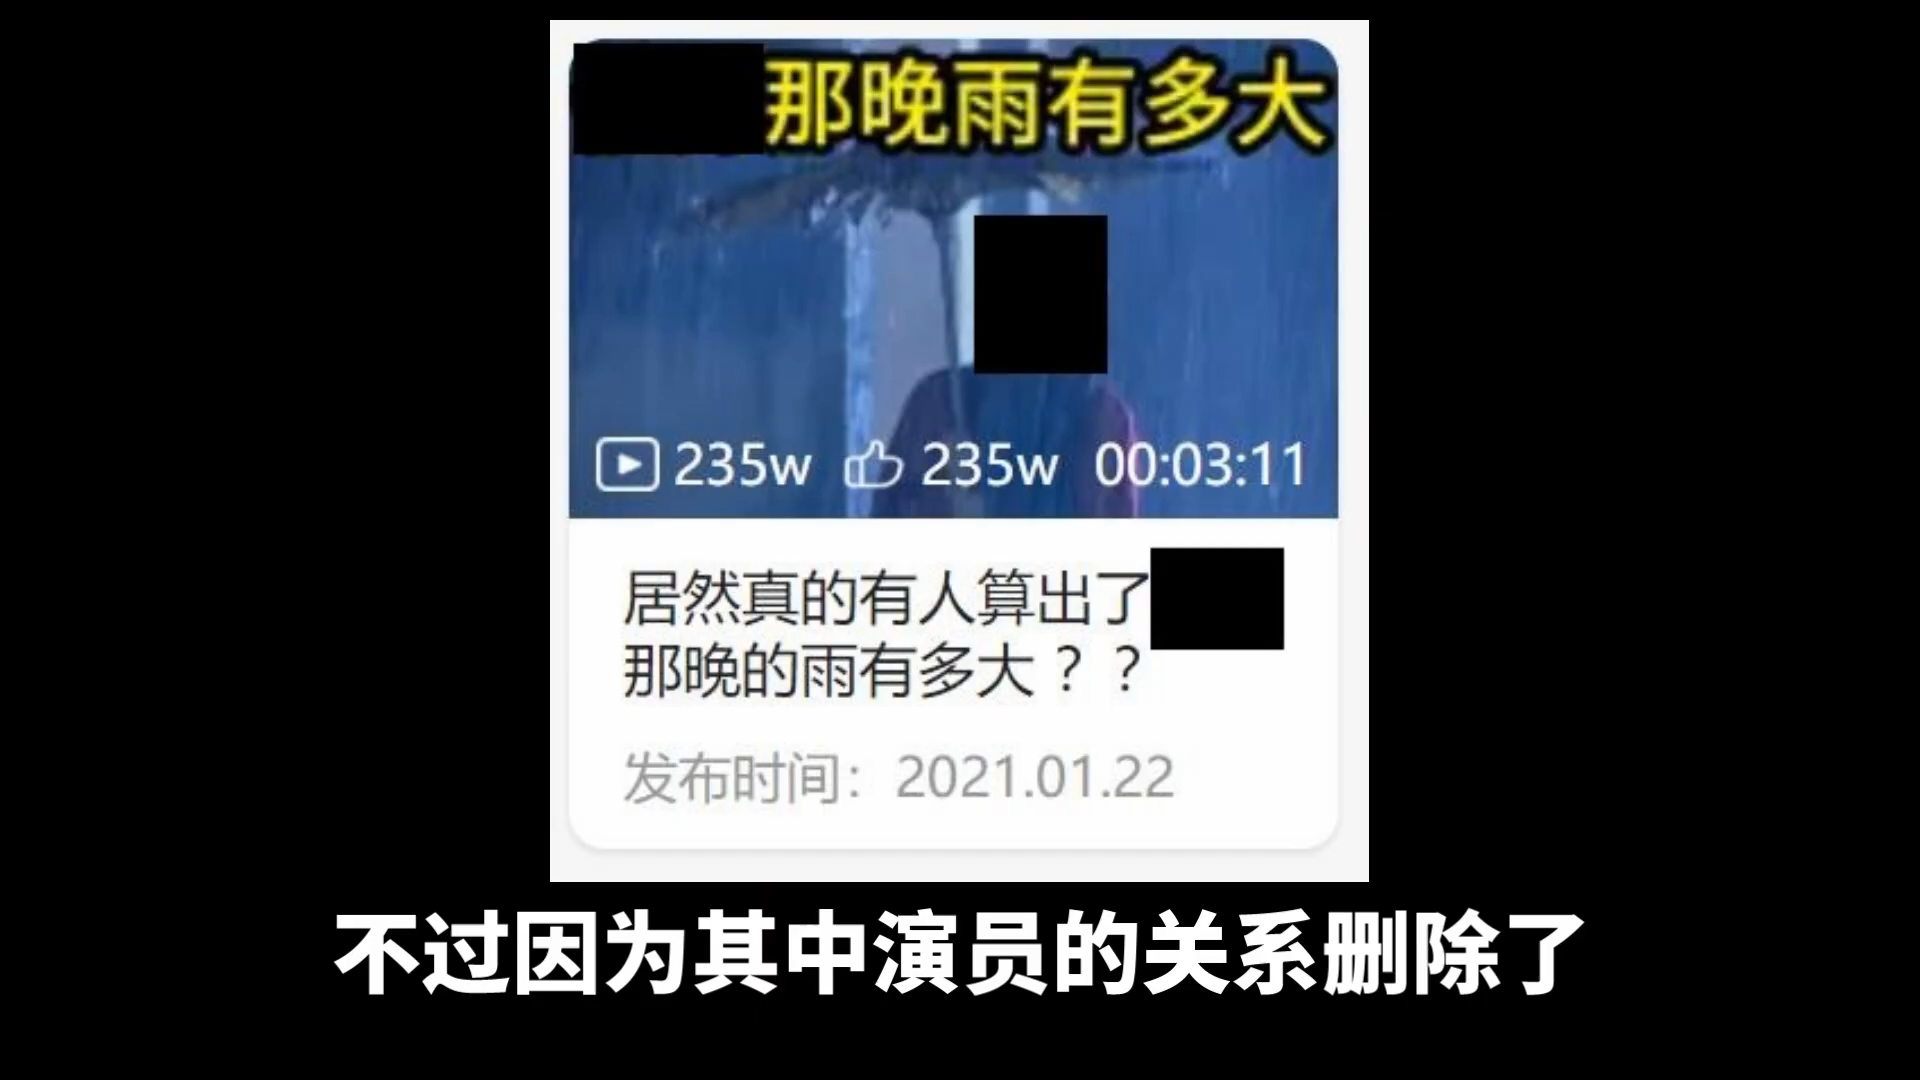 那晚雨有多大
235w 235w 00:03:11
居然真的有人算出了
那晚的雨有多大？？
发布时间：2021.01.22
不过因为其中演员的关系删除了